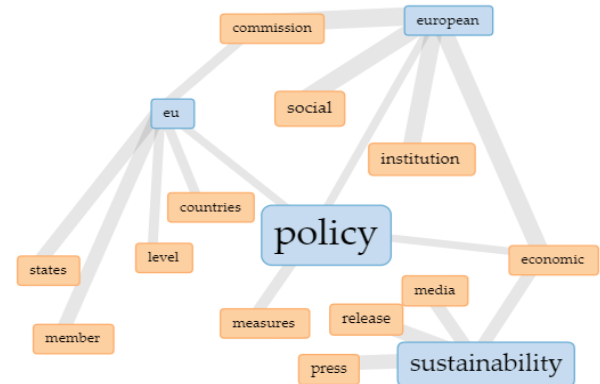 european
commission
social
eu
institution
countries
policy
level
economic
states
media
release
measures
member
press
sustainability